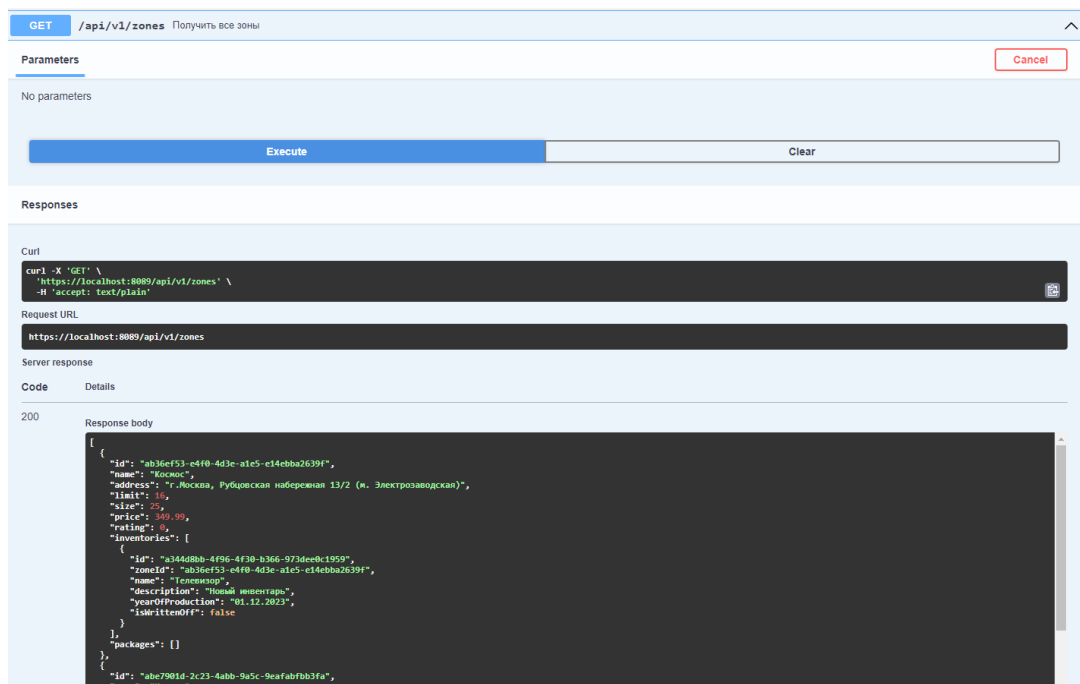 GET /api/v1/zones Получить все зоны
Parameters
Cancel
No parameters
Execute
Clear
Responses
Curl
curl -X 'GET' \
'https://localhost:8089/api/v1/zones' \
-H 'accept: text/plain'
Request URL
https://localhost:8089/api/v1/zones
Server response
Code Details
200
Response body
[
{
"id": "ab36ef53-e4f0-4d3e-a1e5-e14ebba2639f",
"name": "Космос",
"address": "г.Москва, Рубцовская набережная 13/2 (м. Электрозаводская)",
"limit": 16,
"size": 25,
"price": 349.99,
"rating": 0,
"inventories": [
{
"id": "a344d8bb-4f96-4f30-b366-973dee0c1959",
"zoneId": "ab36ef53-e4f0-4d3e-a1e5-e14ebba2639f",
"name": "Телевизор",
"description": "Новый инвентарь",
"yearOfProduction": "01.12.2023",
"isWrittenOff": false
}
],
"packages": []
},
{
"id": "abe7901d-2c23-4abb-9a5c-9eafabfbb3fa",